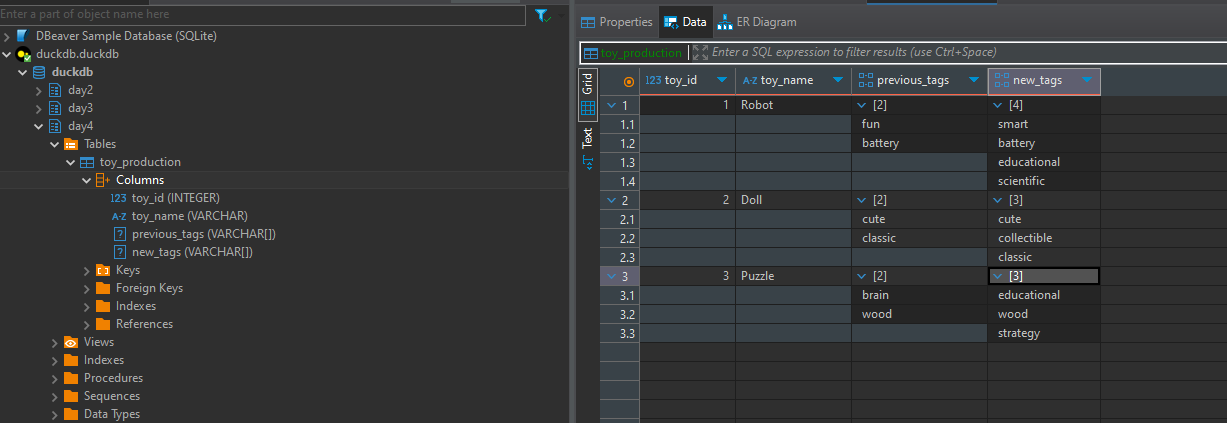 Enter a part of object name here
DBeaver Sample Database (SQLite)
duckdb.duckdb
duckdb
day2
day3
day4
Tables
toy_production
Columns
123 toy_id (INTEGER)
A-Z toy_name (VARCHAR)
? previous_tags (VARCHAR[])
? new_tags (VARCHAR[])
Keys
Foreign Keys
Indexes
References
Views
Indexes
Procedures
Sequences
Data Types
Properties Data ER Diagram
toy_production Enter a SQL expression to filter results (use Ctrl+Space)
Grid
Text
123 toy_id A-Z toy_name previous_tags new_tags
1 1 Robot [2] [4]
1.1 fun smart
1.2 battery battery
1.3 educational
1.4 scientific
2 2 Doll [2] [3]
2.1 cute cute
2.2 classic collectible
2.3 classic
3 3 Puzzle [2] [3]
3.1 brain educational
3.2 wood wood
3.3 strategy